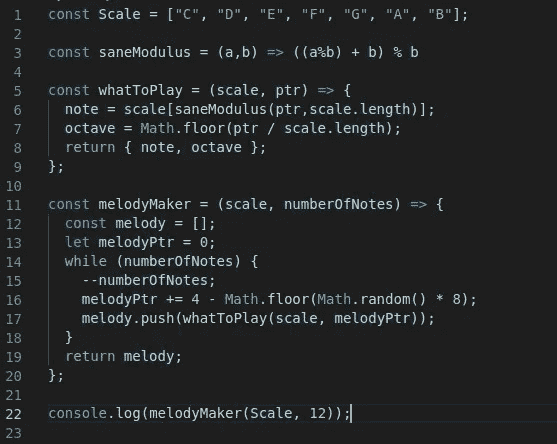 1 const Scale = ["C", "D", "E", "F", "G", "A", "B"];
2
3 const saneModulus = (a,b) => ((a%b) + b) % b
4
5 const whatToPlay = (scale, ptr) => {
6   note = scale[saneModulus(ptr,scale.length)];
7   octave = Math.floor(ptr / scale.length);
8   return { note, octave };
9 };
10
11 const melodyMaker = (scale, numberOfNotes) => {
12   const melody = [];
13   let melodyPtr = 0;
14   while (numberOfNotes) {
15     --numberOfNotes;
16     melodyPtr += 4 - Math.floor(Math.random() * 8);
17     melody.push(whatToPlay(scale, melodyPtr));
18   }
19   return melody;
20 };
21
22 console.log(melodyMaker(Scale, 12));
23